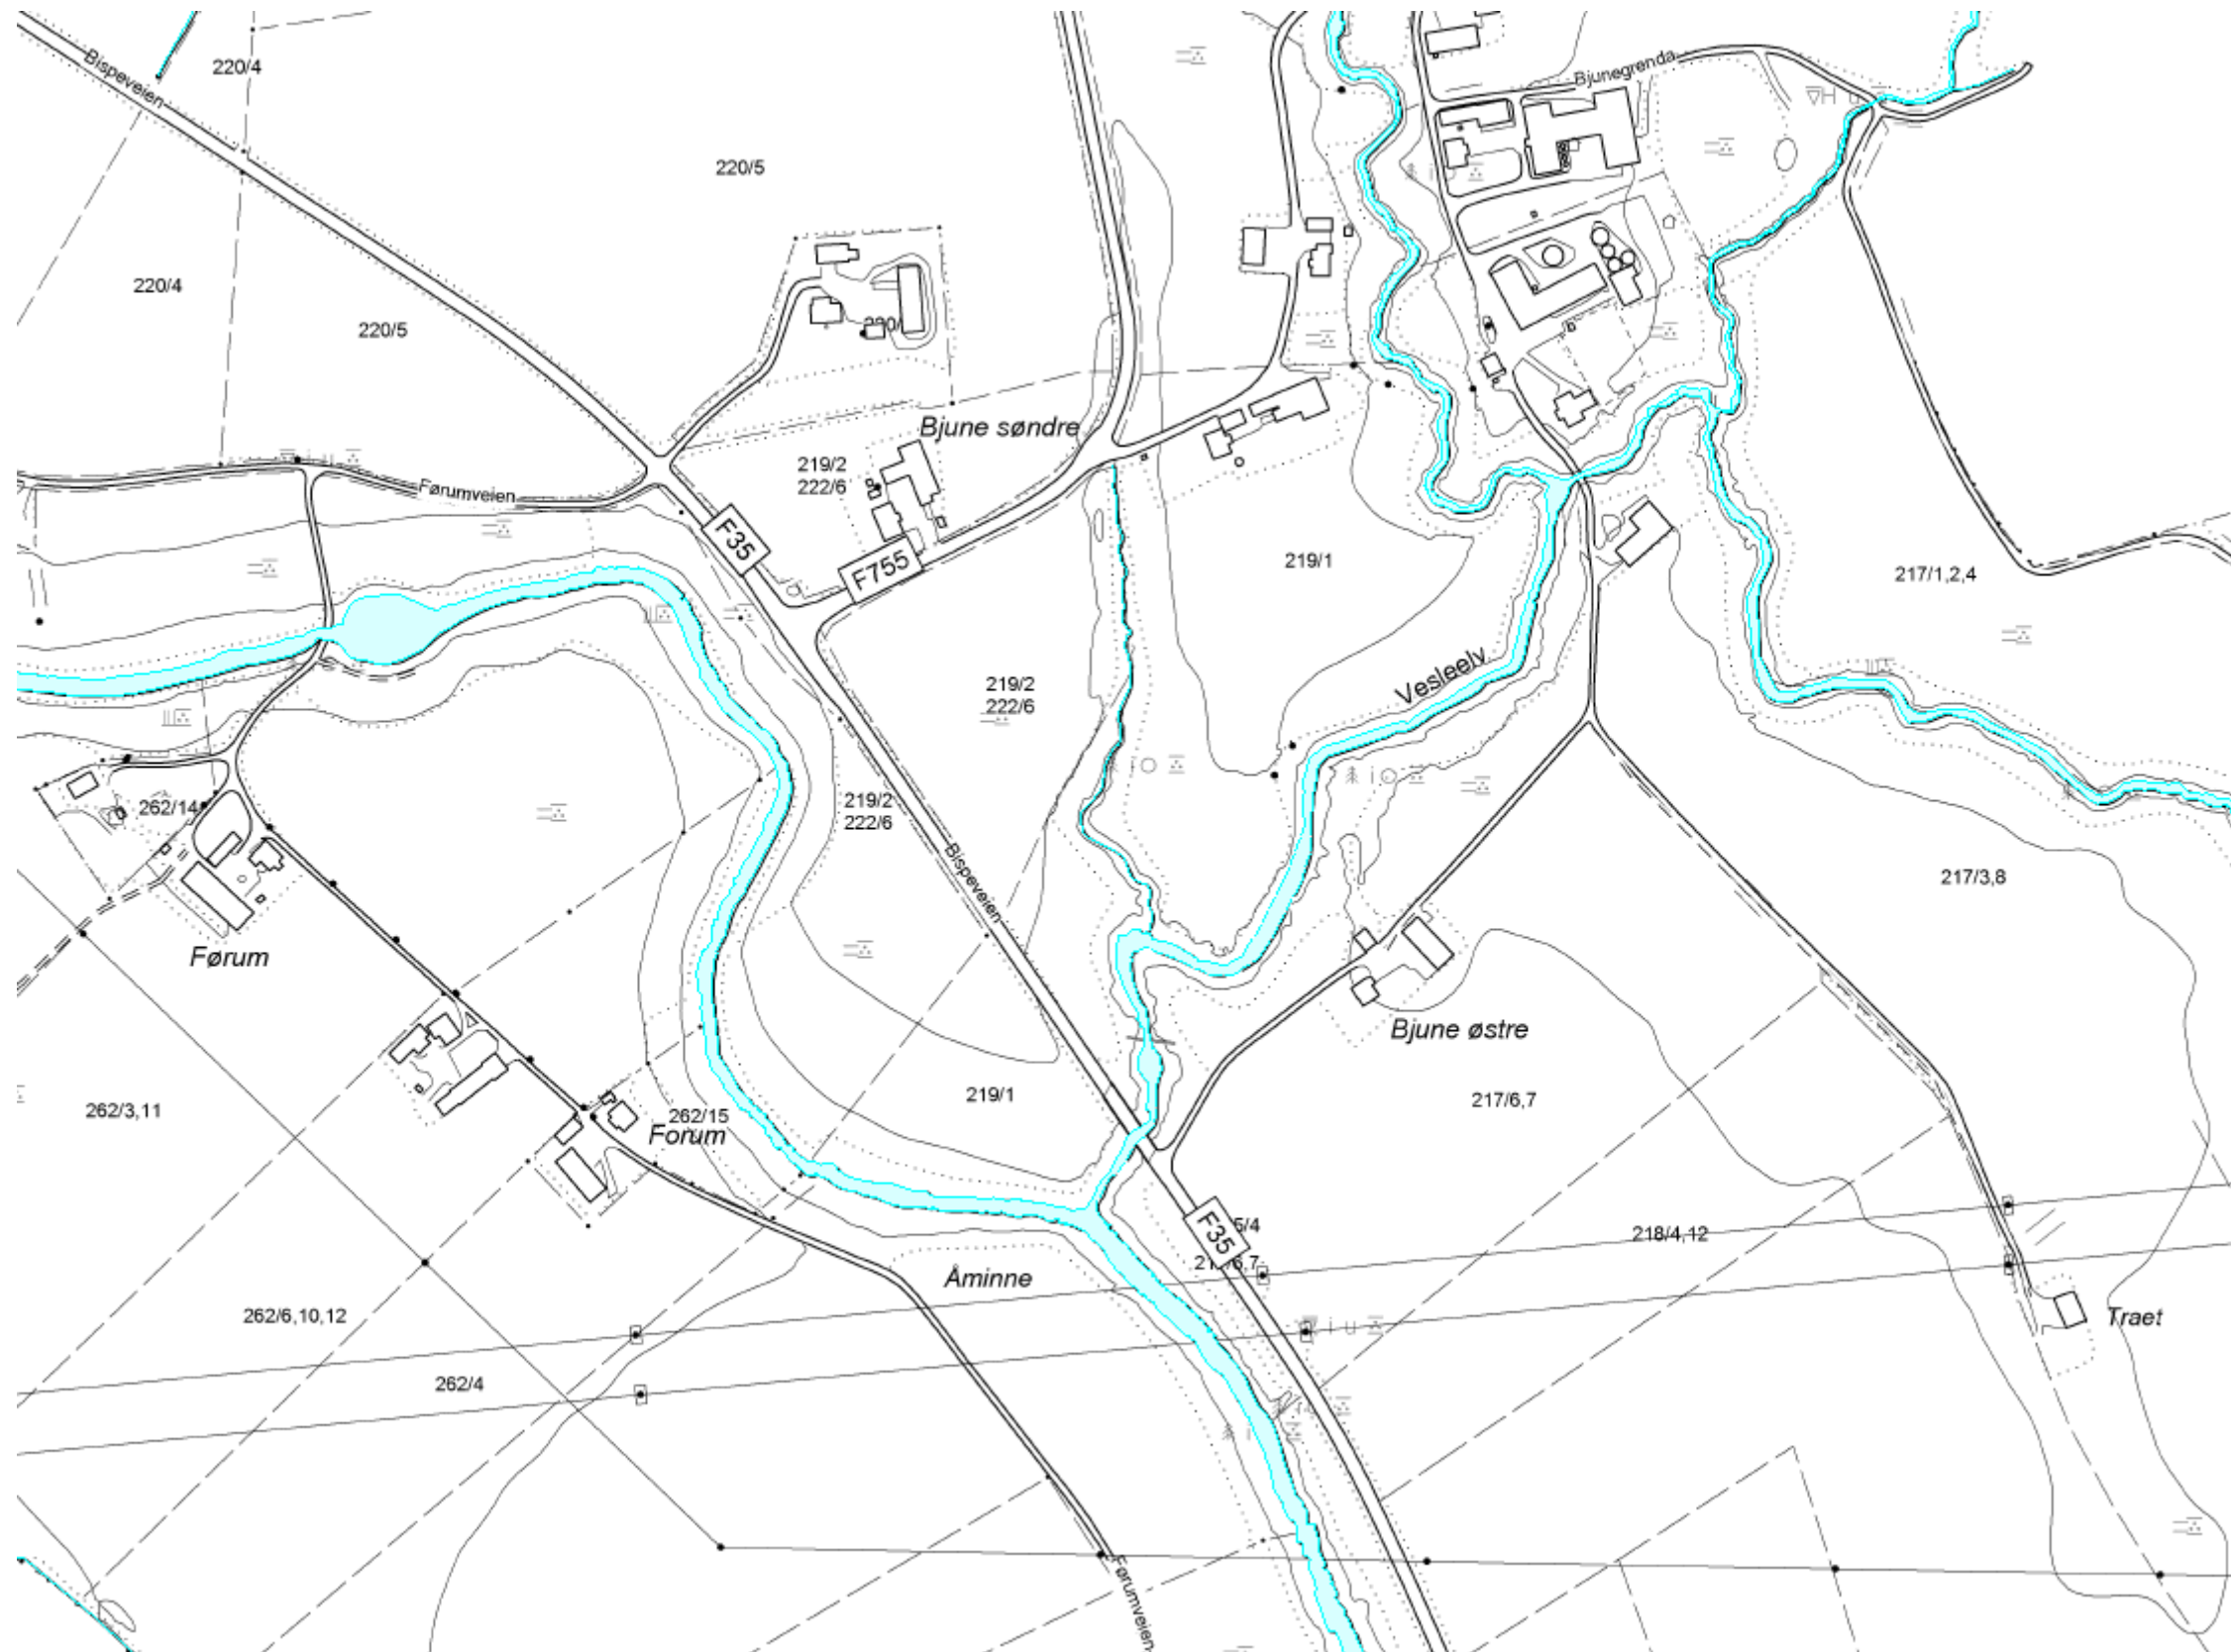 Bispeveien
220/4
Bjunegrenda
220/5
220/4
220/5
Bjune søndre
219/2
222/6
Førumveien
F35
F755
219/1
217/1,2,4
Vesleelv
219/2
222/6
262/14
219/2
222/6
Bispeveien
217/3,8
Førum
Bjune østre
262/3,11
219/1
217/6,7
262/15
Forum
F35
5/4
218/4,12
Åminne
262/6,10,12
Traet
262/4
Førumveien